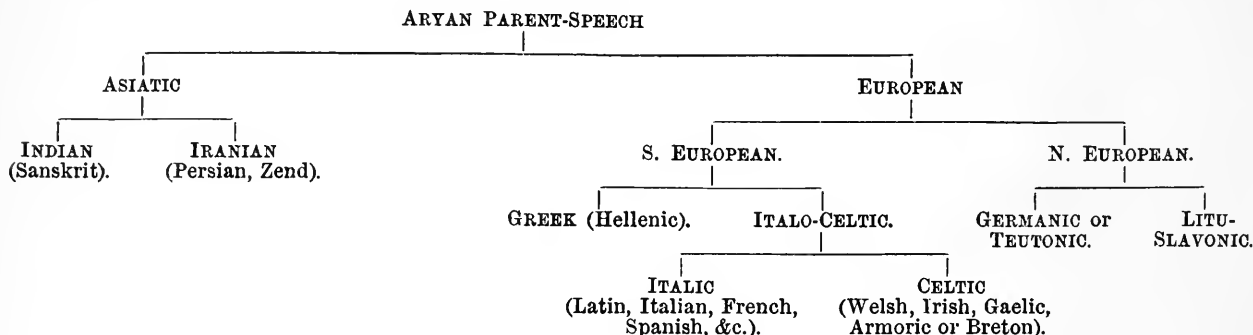 ARYAN PARENT-SPEECH
ASIATIC
EUROPEAN
INDIAN
(Sanskrit).
IRANIAN
(Persian, Zend).
S. EUROPEAN.
N. EUROPEAN.
GREEK (Hellenic).
ITALO-CELTIC.
GERMANIC or
TEUTONIC.
LITU-
SLAVONIC.
ITALIC
(Latin, Italian, French,
Spanish, &c.).
CELTIC
(Welsh, Irish, Gaelic,
Armoric or Breton).